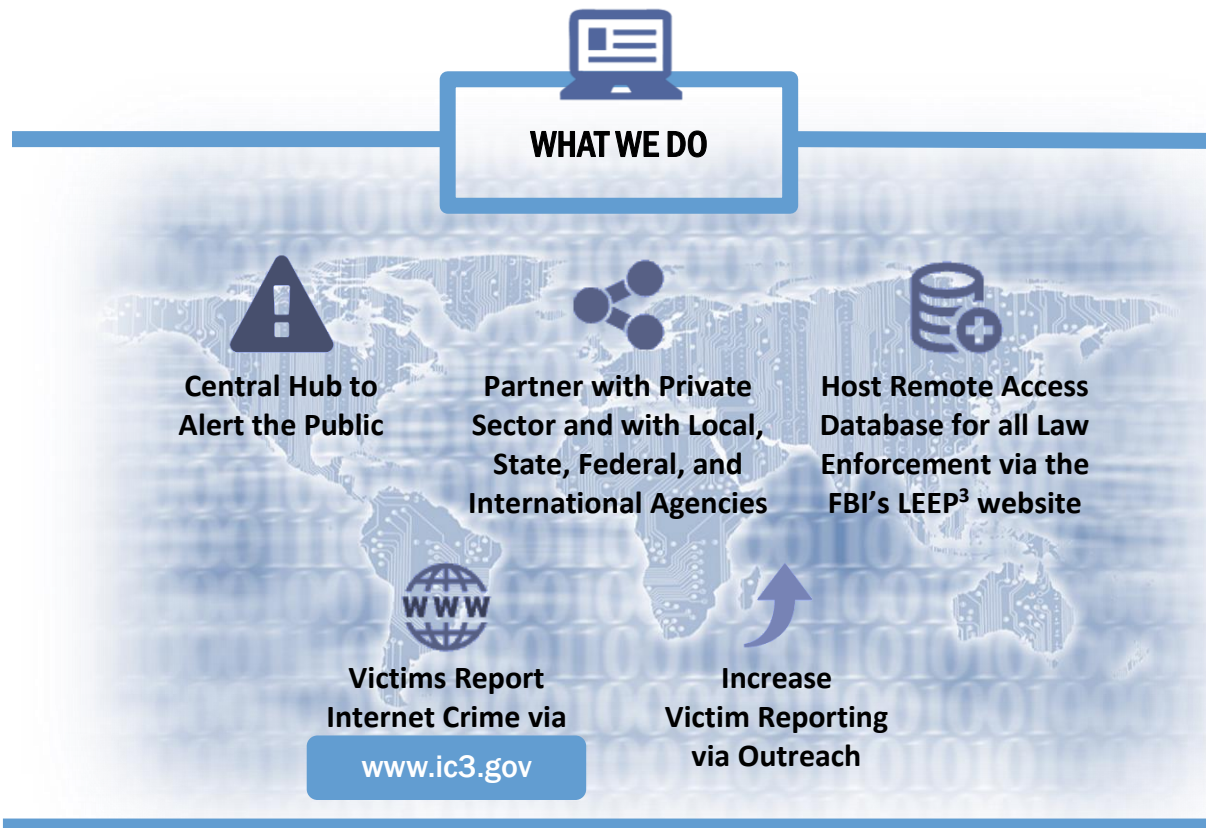 WHAT WE DO
Central Hub to
Alert the Public
Partner with Private
Sector and with Local,
State, Federal, and
International Agencies
Host Remote Access
Database for all Law
Enforcement via the
FBI’s LEEP³ website
WWW
Victims Report
Internet Crime via
www.ic3.gov
Increase
Victim Reporting
via Outreach